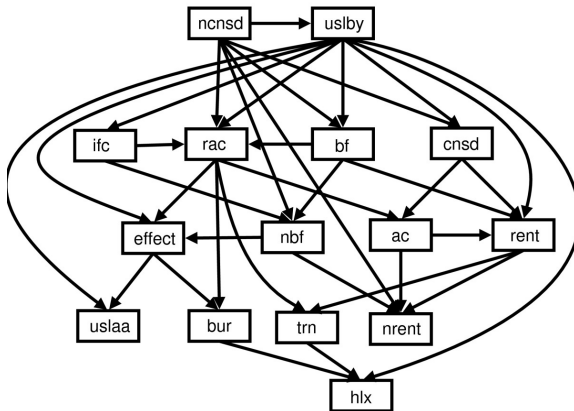 ncnsd uslby
ifc rac bf cnsd
effect nbf ac rent
uslaa bur trn nrent
hlx